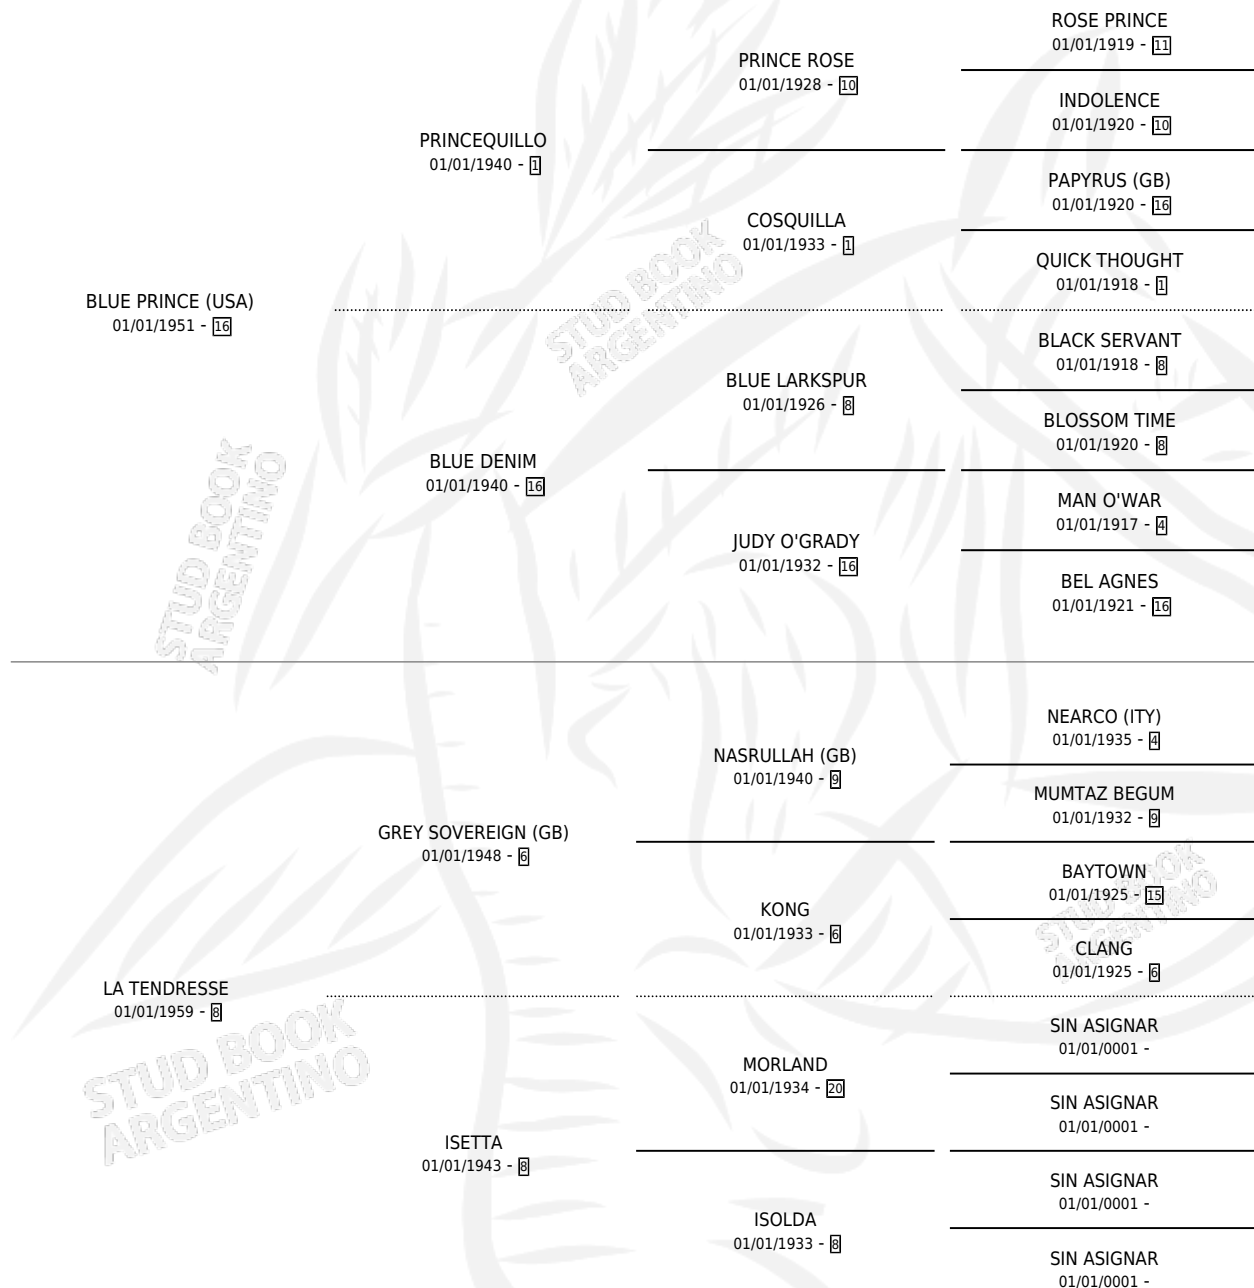 ROSE PRINCE
01/01/1919 - 11
PRINCE ROSE
01/01/1928 - 10
INDOLENCE
01/01/1920 - 10
PRINCEQUILLO
01/01/1940 - 1
PAPYRUS (GB)
01/01/1920 - 16
COSQUILLA
01/01/1933 - 1
QUICK THOUGHT
01/01/1918 - 1
BLUE PRINCE (USA)
01/01/1951 - 16
STUD BOOK
ARGENTINO
BLACK SERVANT
01/01/1918 - 8
BLUE LARKSPUR
01/01/1926 - 8
BLOSSOM TIME
01/01/1920 - 8
BLUE DENIM
01/01/1940 - 16
MAN O'WAR
01/01/1917 - 4
JUDY O'GRADY
01/01/1932 - 16
BEL AGNES
01/01/1921 - 16
STUD BOOK
ARGENTINO
NEARCO (ITY)
01/01/1935 - 4
NASRULLAH (GB)
01/01/1940 - 9
MUMTAZ BEGUM
01/01/1932 - 9
GREY SOVEREIGN (GB)
01/01/1948 - 6
BAYTOWN
01/01/1925 - 15
KONG
01/01/1933 - 6
STUD BOOK
ARGENTINO
CLANG
01/01/1925 - 6
LA TENDRESSE
01/01/1959 - 8
STUD BOOK
ARGENTINO
SIN ASIGNAR
01/01/0001 -
MORLAND
01/01/1934 - 20
SIN ASIGNAR
01/01/0001 -
ISETTA
01/01/1943 - 8
SIN ASIGNAR
01/01/0001 -
ISOLDA
01/01/1933 - 8
SIN ASIGNAR
01/01/0001 -